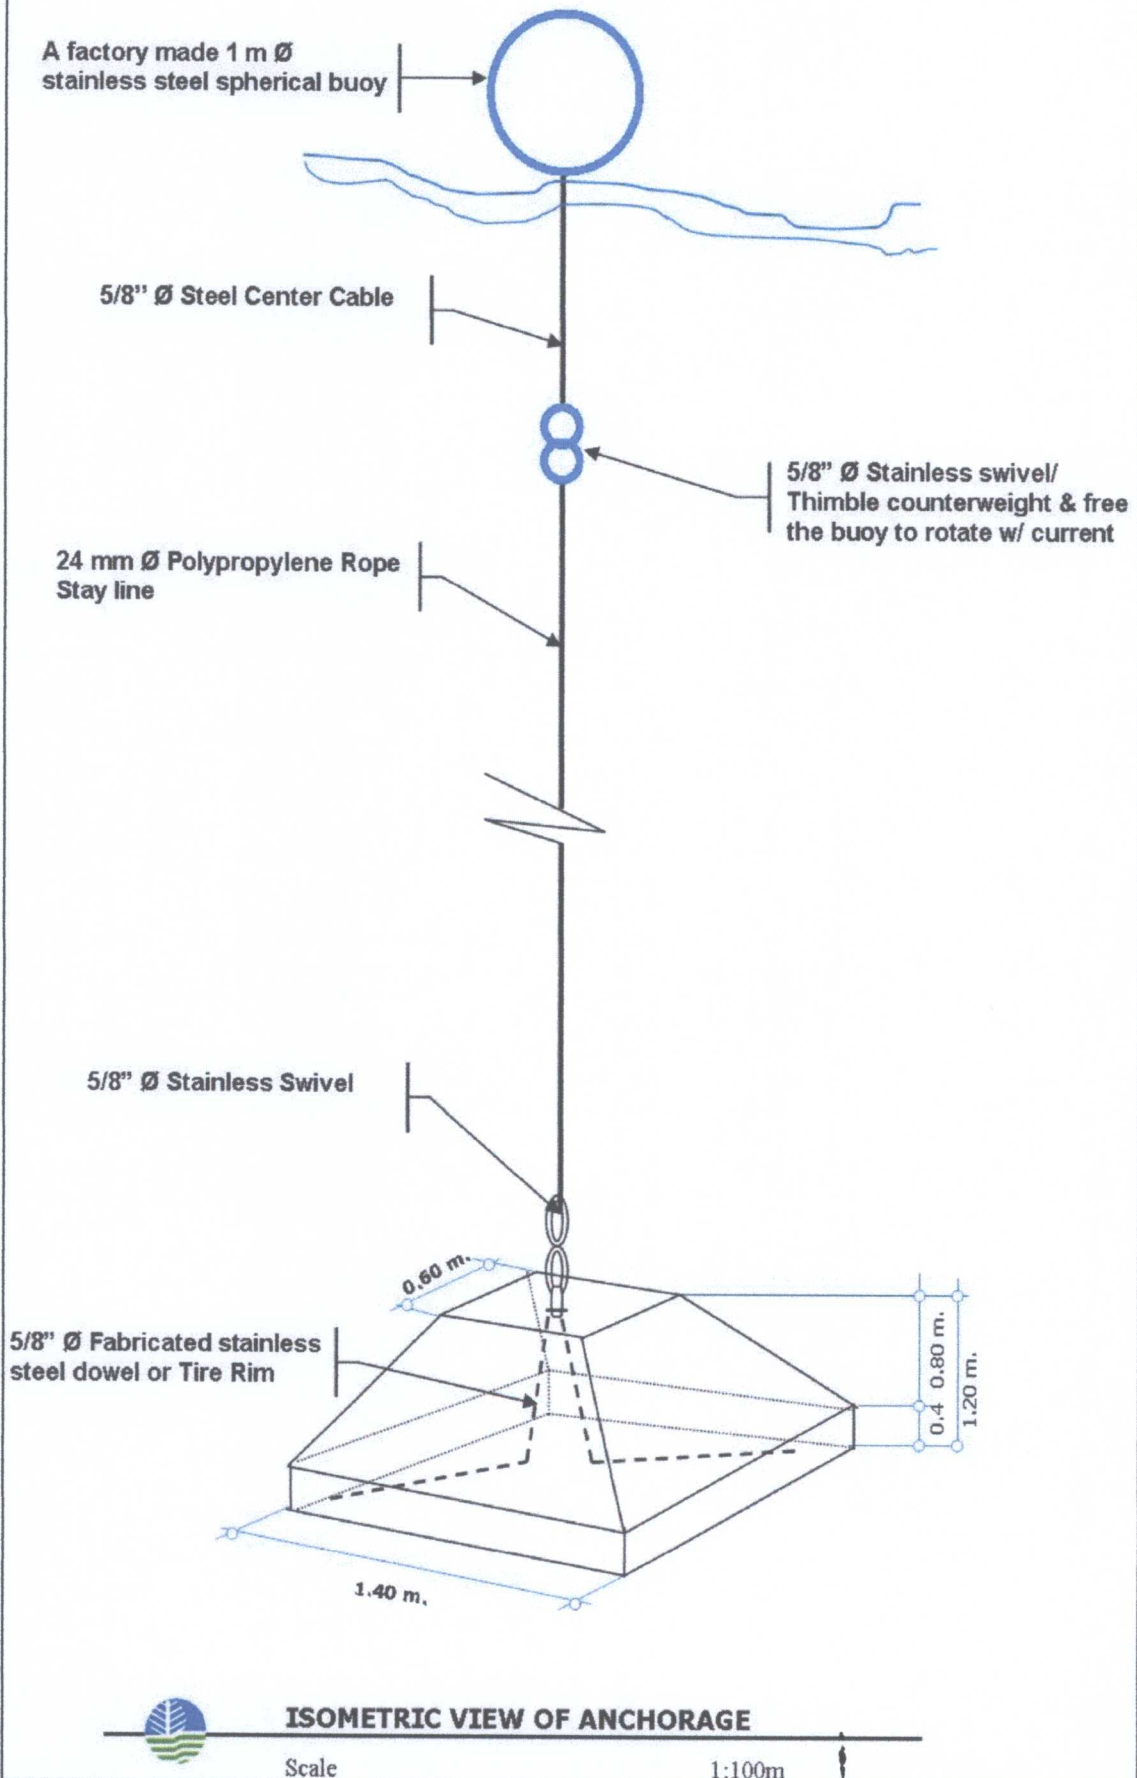 A factory made 1 m Ø
stainless steel spherical buoy
5/8” Ø Steel Center Cable
5/8” Ø Stainless swivel/
Thimble counterweight & free
the buoy to rotate w/ current
24 mm Ø Polypropylene Rope
Stay line
5/8” Ø Stainless Swivel
0.60 m.
5/8” Ø Fabricated stainless
steel dowel or Tire Rim
0.80 m.
0.4
1.20 m.
1.40 m.
ISOMETRIC VIEW OF ANCHORAGE
Scale 1:100m